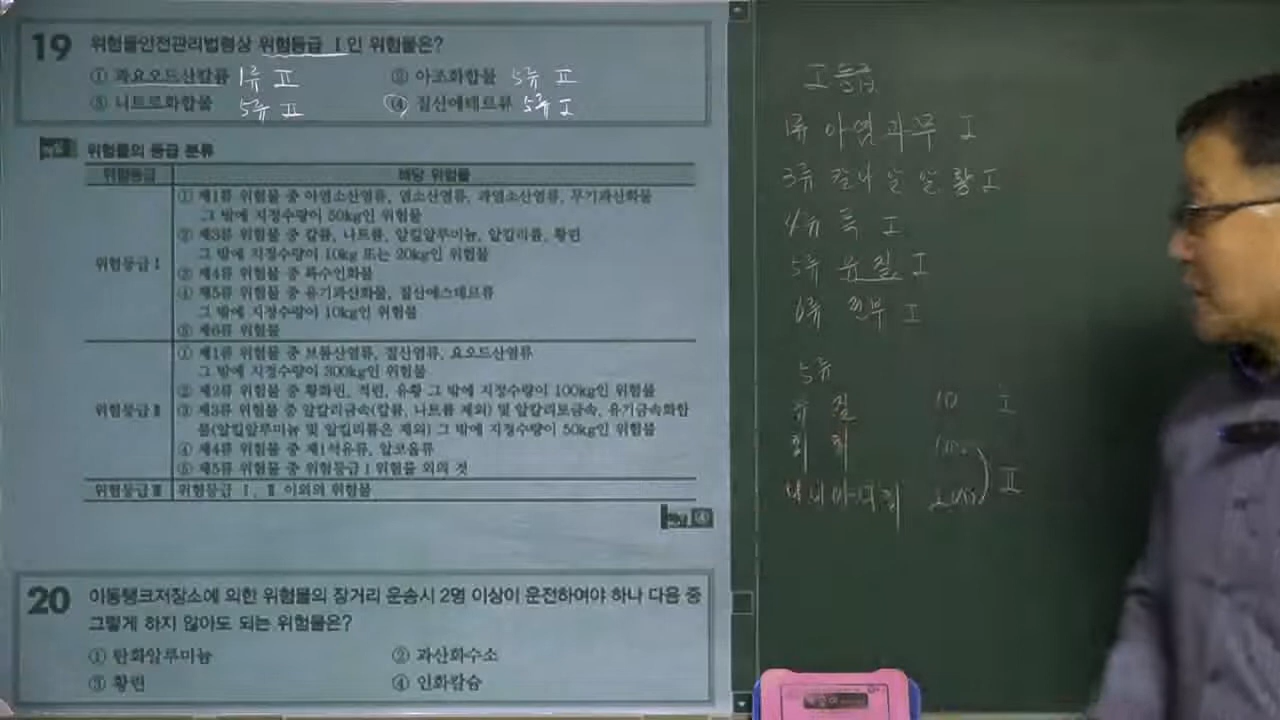 19 위험물안전관리법령상 위험등급 Ⅰ인 위험물은?
① 과요오드산칼륨 1류 Ⅱ ② 아조화합물 5류 Ⅱ
③ 니트로화합물 5류 Ⅱ ④ 질산에테르류 5류 Ⅰ
위험물의 등급 분류
위험등급 해당 위험물
위험등급 Ⅰ
① 제1류 위험물 중 아염소산염류, 염소산염류, 과염소산염류, 무기과산화물
그 밖에 지정수량이 50kg인 위험물
② 제3류 위험물 중 칼륨, 나트륨, 알킬알루미늄, 알킬리튬, 황린
그 밖에 지정수량이 10kg 또는 20kg인 위험물
③ 제4류 위험물 중 특수인화물
④ 제5류 위험물 중 유기과산화물, 질산에스테르류
그 밖에 지정수량이 10kg인 위험물
⑤ 제6류 위험물
위험등급 Ⅱ
① 제1류 위험물 중 브롬산염류, 질산염류, 요오드산염류
그 밖에 지정수량이 300kg인 위험물
② 제2류 위험물 중 황화린, 적린, 유황 그 밖에 지정수량이 100kg인 위험물
③ 제3류 위험물 중 알칼리금속(칼륨, 나트륨 제외) 및 알칼리토금속, 유기금속화합
물(알킬알루미늄 및 알킬리튬은 제외) 그 밖에 지정수량이 50kg인 위험물
④ 제4류 위험물 중 제1석유류, 알코올류
⑤ 제5류 위험물 중 위험등급 Ⅰ 위험물 외의 것
위험등급 Ⅲ 위험등급 Ⅰ, Ⅱ 이외의 위험물
④
20 이동탱크저장소에 의한 위험물의 장거리 운송시 2명 이상이 운전하여야 하나 다음 중
그렇게 하지 않아도 되는 위험물은?
① 탄화알루미늄 ② 과산화수소
③ 황린 ④ 인화칼슘
Ⅰ 등급
1류 아염과무 Ⅰ
3류 칼나알알황 Ⅰ
4류 특 Ⅰ
5류 유질 Ⅰ
6류 전부 Ⅰ
5류
유 질 10 Ⅰ
히 히 100
니니아디히 200 Ⅱ